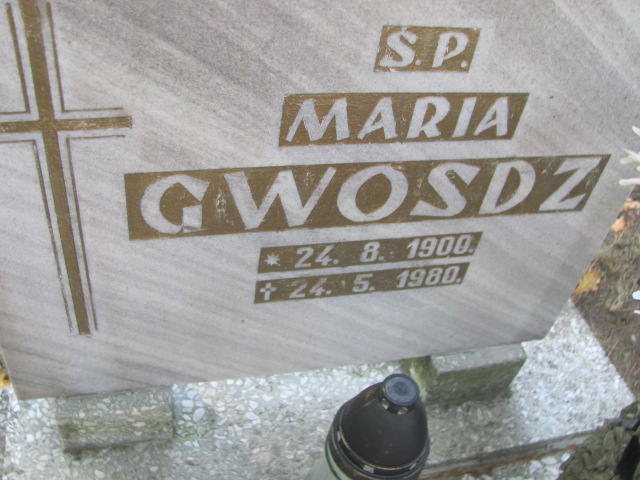 Ś.P.
MARIA
GWOSDZ
* 24. 8. 1900.
✝ 24. 5. 1980.